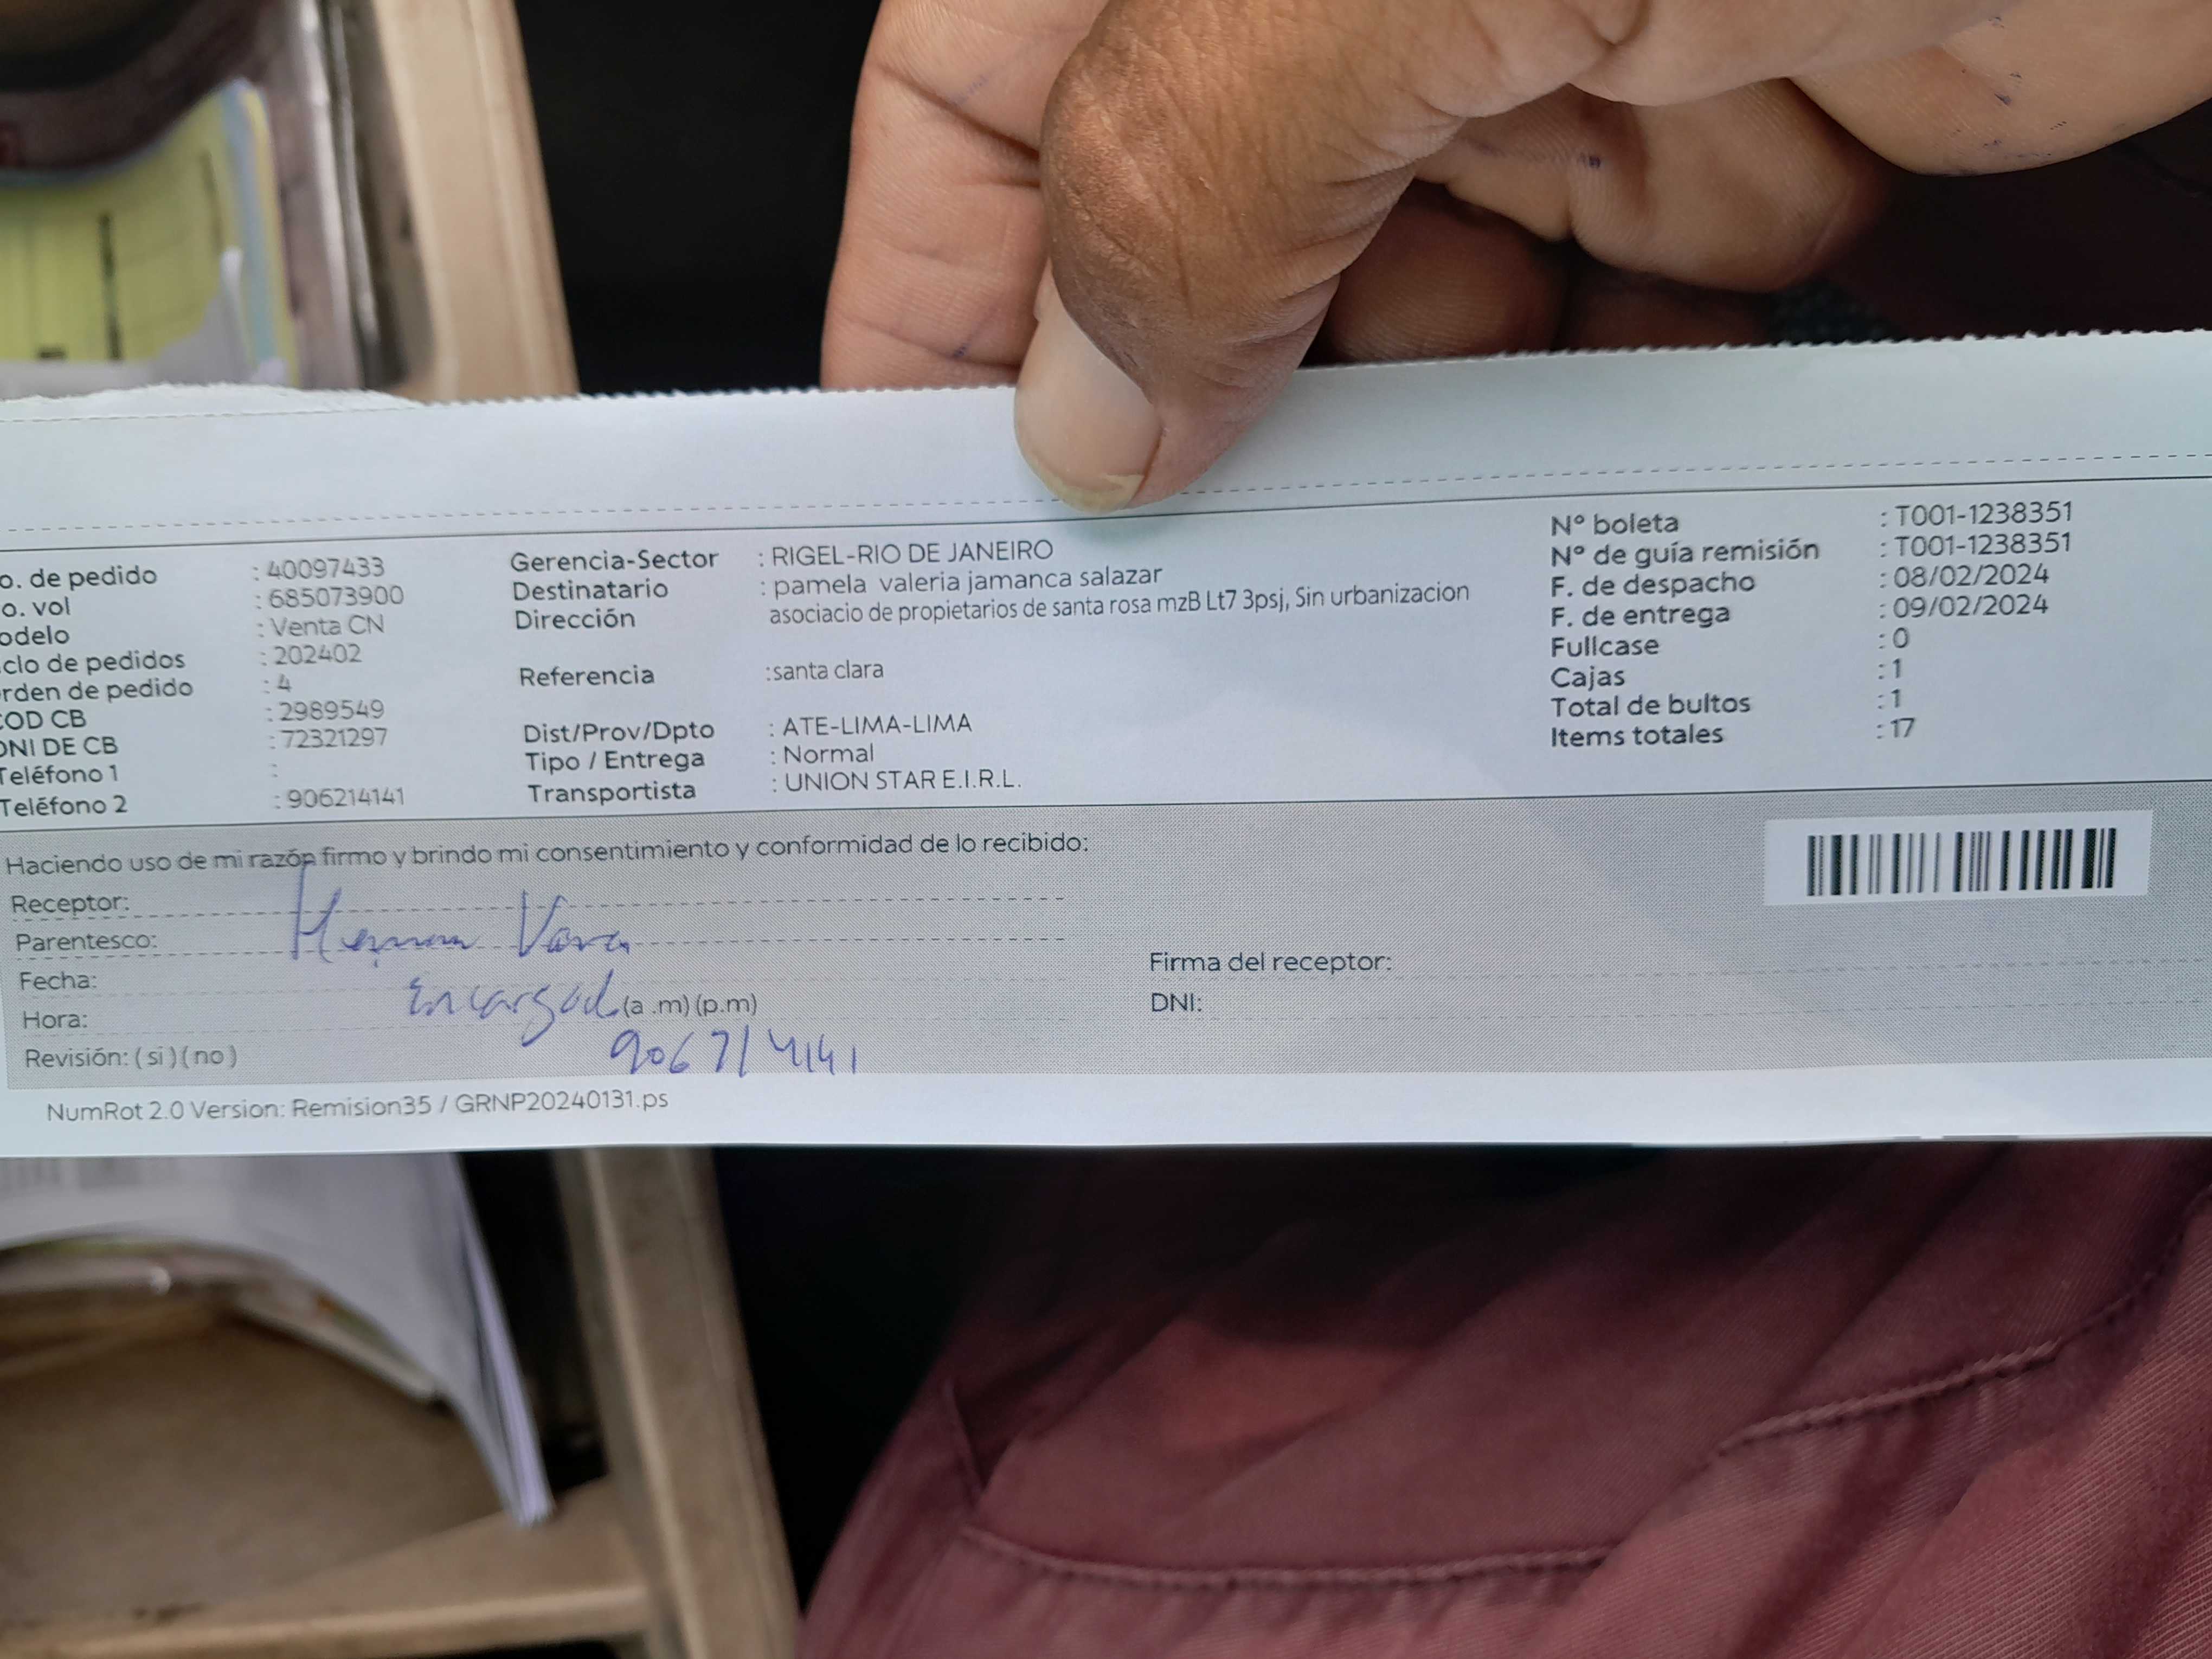 o. de pedido : 40097433
o. vol : 685073900
odelo : Venta CN
clo de pedidos : 202402
rden de pedido : 4
COD CB : 2989549
DNI DE CB : 72321297
Teléfono 1 :
Teléfono 2 : 906214141
Gerencia-Sector : RIGEL-RIO DE JANEIRO
Destinatario : pamela valeria jamanca salazar
Dirección asociacio de propietarios de santa rosa mzB Lt7 3psj, Sin urbanizacion
Referencia :santa clara
Dist/Prov/Dpto : ATE-LIMA-LIMA
Tipo / Entrega : Normal
Transportista : UNION STAR E.I.R.L.
Nº boleta : T001-1238351
Nº de guía remisión : T001-1238351
F. de despacho : 08/02/2024
F. de entrega : 09/02/2024
Fullcase : 0
Cajas : 1
Total de bultos : 1
Items totales : 17
Haciendo uso de mi razón firmo y brindo mi consentimiento y conformidad de lo recibido:
Receptor:
Parentesco:
Fecha:
Hora: (a .m) (p.m)
Revisión: ( si ) ( no )
Firma del receptor:
DNI:
NumRot 2.0 Version: Remision35 / GRNP20240131.ps